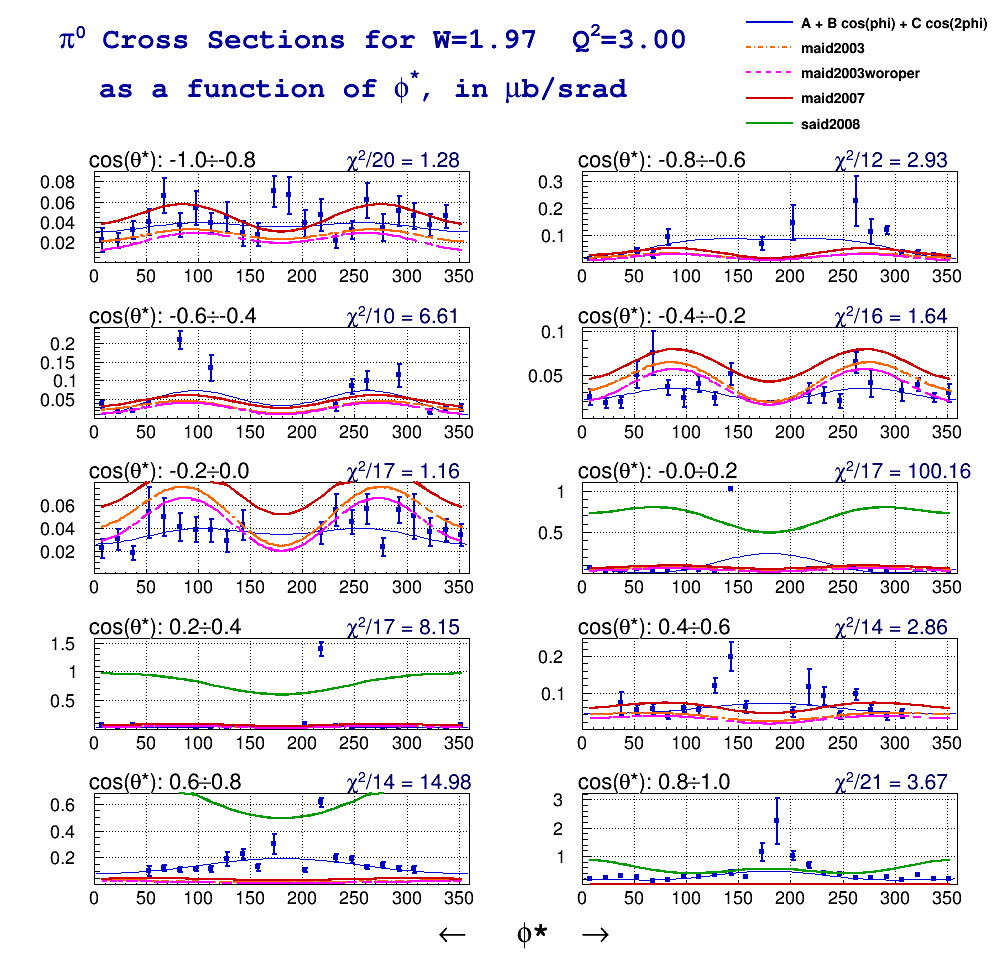 π⁰ Cross Sections for W=1.97 Q²=3.00
as a function of ϕ*, in μb/srad
A + B cos(phi) + C cos(2phi)
maid2003
maid2003woroper
maid2007
said2008
cos(θ*): -1.0÷-0.8 χ²/20 = 1.28
0.08
0.06
0.04
0.02
0 50 100 150 200 250 300 350
cos(θ*): -0.8÷-0.6 χ²/12 = 2.93
0.3
0.2
0.1
0 50 100 150 200 250 300 350
cos(θ*): -0.6÷-0.4 χ²/10 = 6.61
0.2
0.15
0.1
0.05
0 50 100 150 200 250 300 350
cos(θ*): -0.4÷-0.2 χ²/16 = 1.64
0.1
0.05
0 50 100 150 200 250 300 350
cos(θ*): -0.2÷0.0 χ²/17 = 1.16
0.06
0.04
0.02
0 50 100 150 200 250 300 350
cos(θ*): -0.0÷0.2 χ²/17 = 100.16
1
0.5
0 50 100 150 200 250 300 350
cos(θ*): 0.2÷0.4 χ²/17 = 8.15
1.5
1
0.5
0 50 100 150 200 250 300 350
cos(θ*): 0.4÷0.6 χ²/14 = 2.86
0.2
0.1
0 50 100 150 200 250 300 350
cos(θ*): 0.6÷0.8 χ²/14 = 14.98
0.6
0.4
0.2
0 50 100 150 200 250 300 350
cos(θ*): 0.8÷1.0 χ²/21 = 3.67
3
2
1
0 50 100 150 200 250 300 350
← ϕ* →